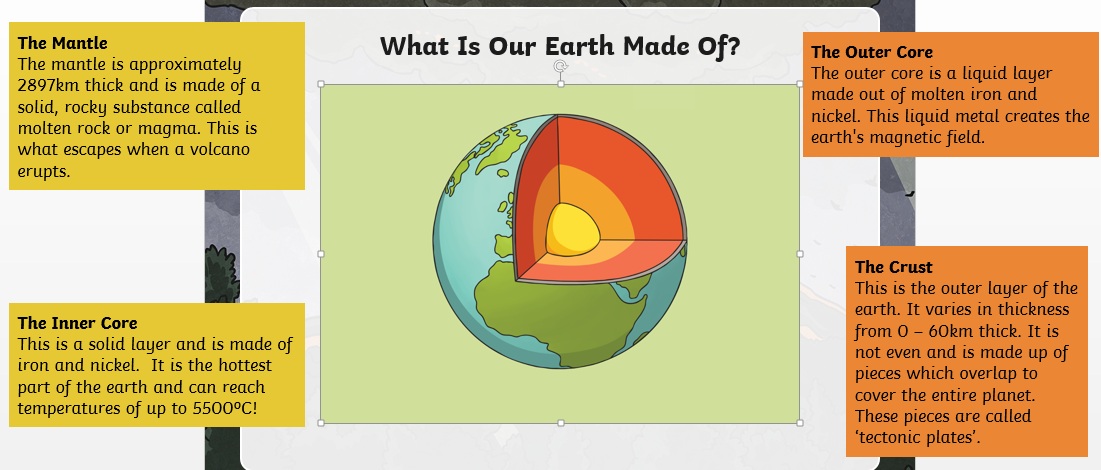 What Is Our Earth Made Of?
The Mantle
The mantle is approximately
2897km thick and is made of a
solid, rocky substance called
molten rock or magma. This is
what escapes when a volcano
erupts.
The Inner Core
This is a solid layer and is made of
iron and nickel.  It is the hottest
part of the earth and can reach
temperatures of up to 5500ºC!
The Outer Core
The outer core is a liquid layer
made out of molten iron and
nickel. This liquid metal creates the
earth's magnetic field.
The Crust
This is the outer layer of the
earth. It varies in thickness
from 0 – 60km thick. It is
not even and is made up of
pieces which overlap to
cover the entire planet.
These pieces are called
‘tectonic plates’.